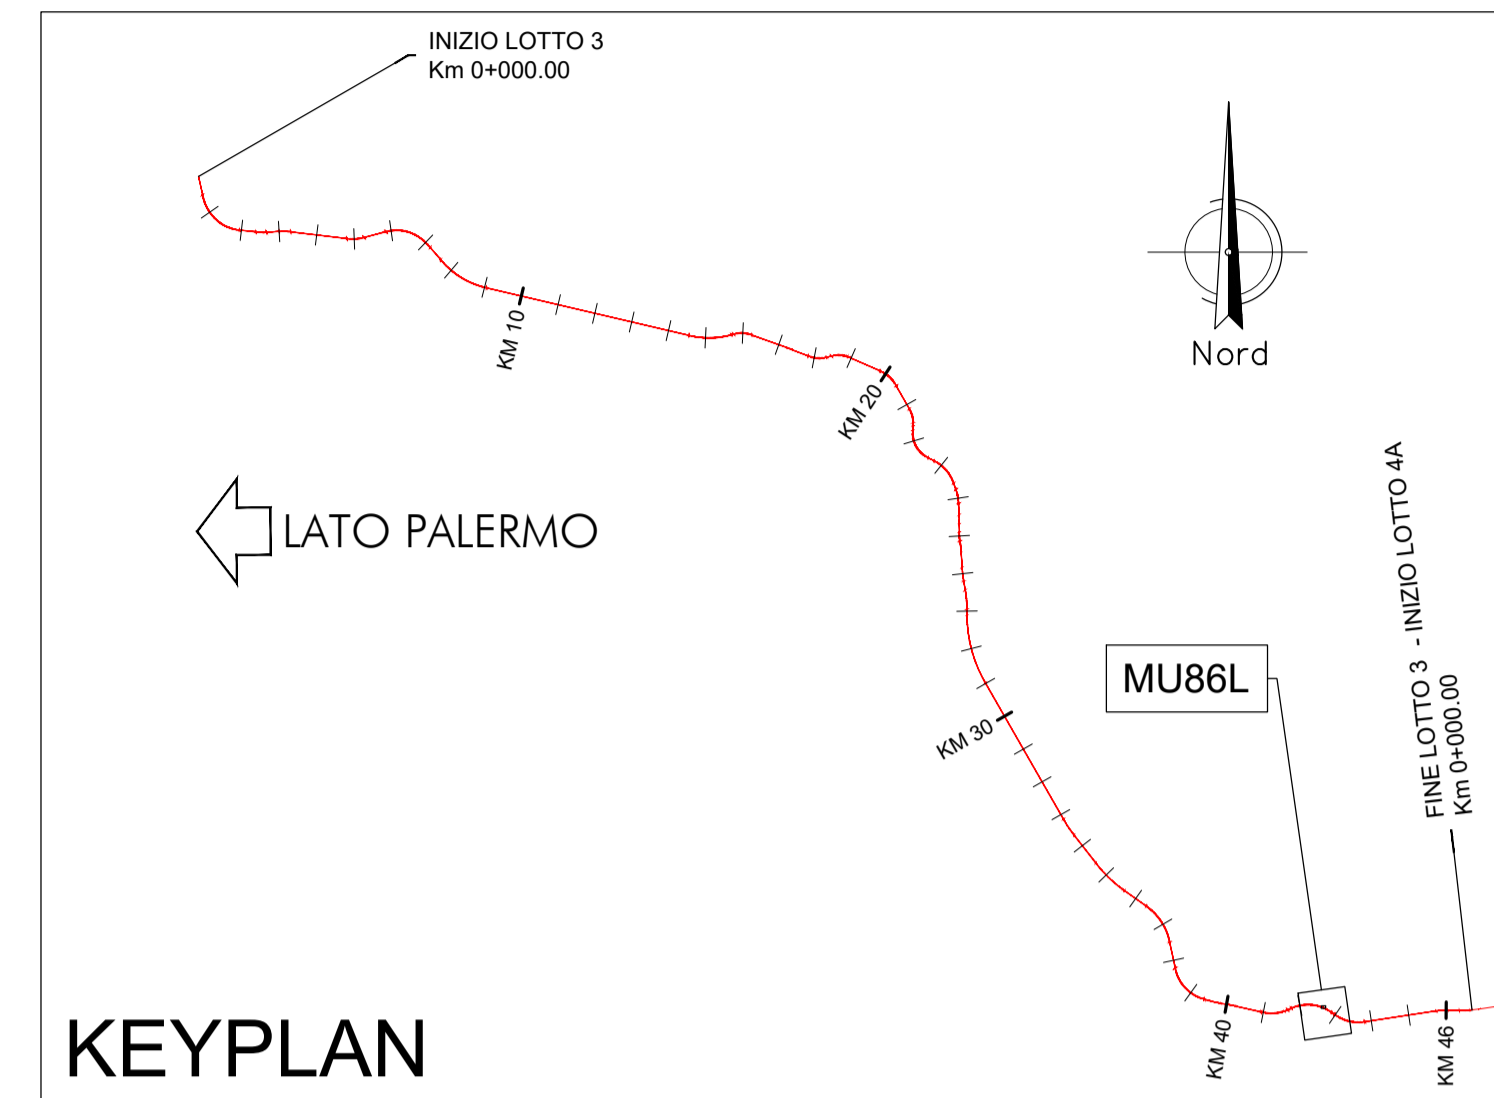 INIZIO LOTTO 3
Km 0+000.00
Nord
KM 10
KM 20
LATO PALERMO
FINE LOTTO 3 - INIZIO LOTTO 4A
Km 0+000.00
MU86L
KM 30
KM 40
KM 46
KEYPLAN